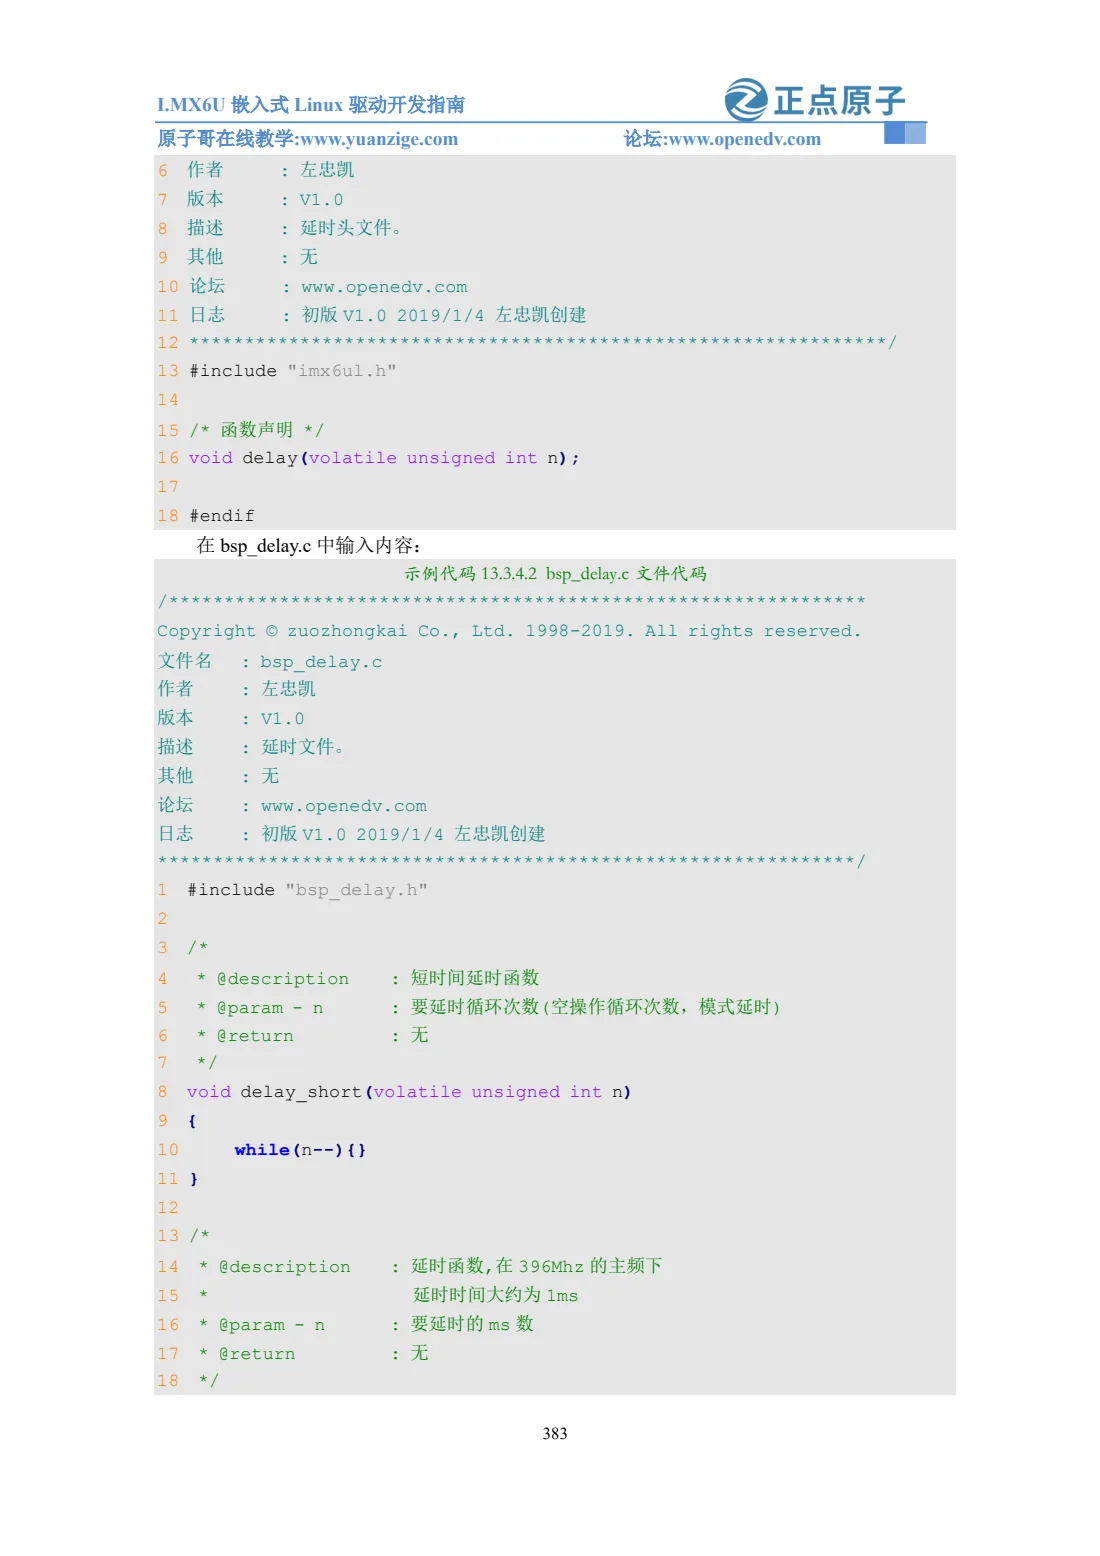 I.MX6U 嵌入式 Linux 驱动开发指南
正点原子
原子哥在线教学:www.yuanzige.com 论坛:www.openedv.com
6 作者 : 左忠凯
7 版本 : V1.0
8 描述 : 延时头文件。
9 其他 : 无
10 论坛 : www.openedv.com
11 日志 : 初版 V1.0 2019/1/4 左忠凯创建
12 ***************************************************************/
13 #include "imx6ul.h"
14
15 /* 函数声明 */
16 void delay(volatile unsigned int n);
17
18 #endif
在 bsp_delay.c 中输入内容：
示例代码 13.3.4.2 bsp_delay.c 文件代码
/***************************************************************
Copyright © zuozhongkai Co., Ltd. 1998-2019. All rights reserved.
文件名 : bsp_delay.c
作者 : 左忠凯
版本 : V1.0
描述 : 延时文件。
其他 : 无
论坛 : www.openedv.com
日志 : 初版 V1.0 2019/1/4 左忠凯创建
***************************************************************/
1 #include "bsp_delay.h"
2
3 /*
4 * @description : 短时间延时函数
5 * @param - n : 要延时循环次数(空操作循环次数，模式延时)
6 * @return : 无
7 */
8 void delay_short(volatile unsigned int n)
9 {
10 while(n--){}
11 }
12
13 /*
14 * @description : 延时函数,在 396Mhz 的主频下
15 * 延时时间大约为 1ms
16 * @param - n : 要延时的 ms 数
17 * @return : 无
18 */
383